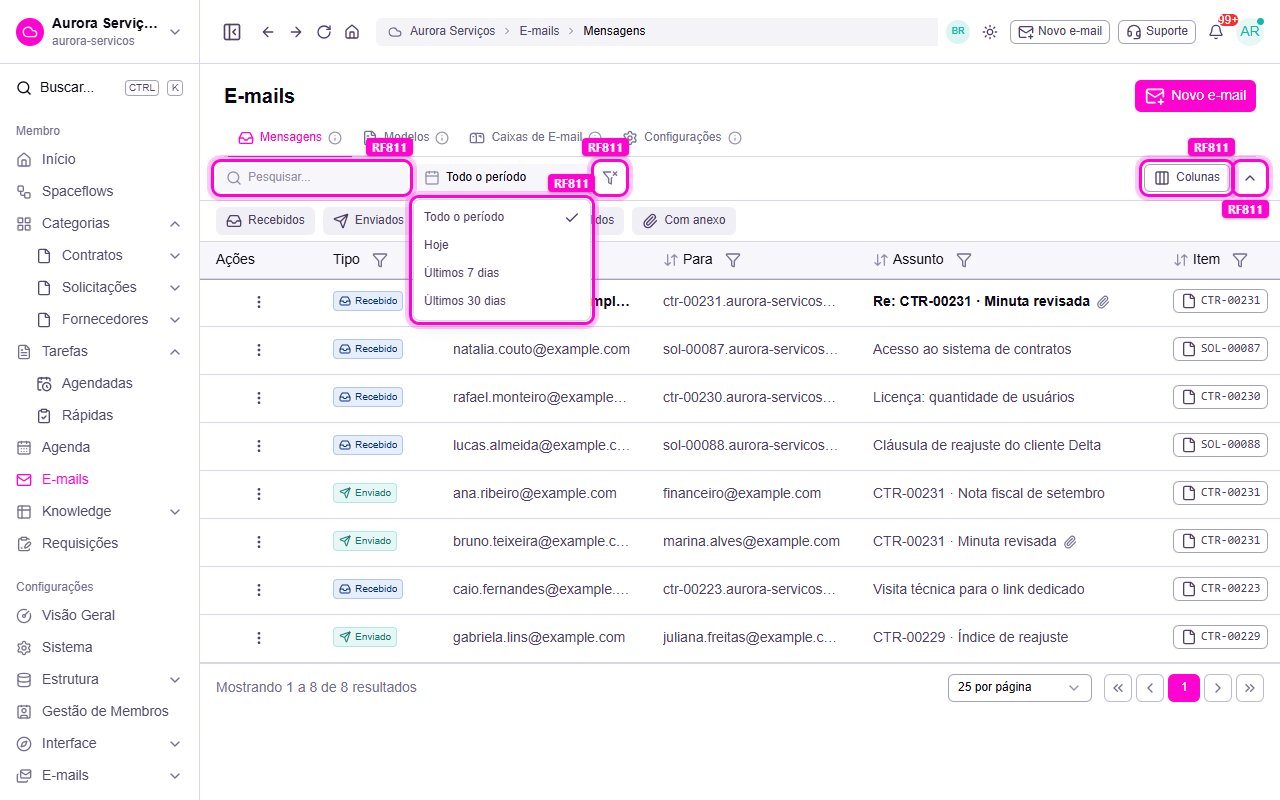 Aurora Serviç...
aurora-servicos
Buscar... CTRL K
Membro
Início
Spaceflows
Categorias
Contratos
Solicitações
Fornecedores
Tarefas
Agendadas
Rápidas
Agenda
E-mails
Knowledge
Requisições
Configurações
Visão Geral
Sistema
Estrutura
Gestão de Membros
Interface
E-mails
Aurora Serviços > E-mails > Mensagens
BR
Novo e-mail
Suporte
99+
AR
E-mails
Novo e-mail
Mensagens
Modelos
Caixas de E-mail
Configurações
RF811
RF811
RF811
Pesquisar...
Todo o período
RF811
Colunas
RF811
Recebidos
Enviados
dos
Com anexo
Todo o período
Hoje
Últimos 7 dias
Últimos 30 dias
Ações Tipo Para Assunto Item
Recebido mpl... ctr-00231.aurora-servicos... Re: CTR-00231 · Minuta revisada CTR-00231
Recebido natalia.couto@example.com sol-00087.aurora-servicos... Acesso ao sistema de contratos SOL-00087
Recebido rafael.monteiro@example... ctr-00230.aurora-servicos... Licença: quantidade de usuários CTR-00230
Recebido lucas.almeida@example.c... sol-00088.aurora-servicos... Cláusula de reajuste do cliente Delta SOL-00088
Enviado ana.ribeiro@example.com financeiro@example.com CTR-00231 · Nota fiscal de setembro CTR-00231
Enviado bruno.teixeira@example.c... marina.alves@example.com CTR-00231 · Minuta revisada CTR-00231
Recebido caio.fernandes@example.... ctr-00223.aurora-servicos... Visita técnica para o link dedicado CTR-00223
Enviado gabriela.lins@example.com juliana.freitas@example.c... CTR-00229 · Índice de reajuste CTR-00229
Mostrando 1 a 8 de 8 resultados
25 por página
1